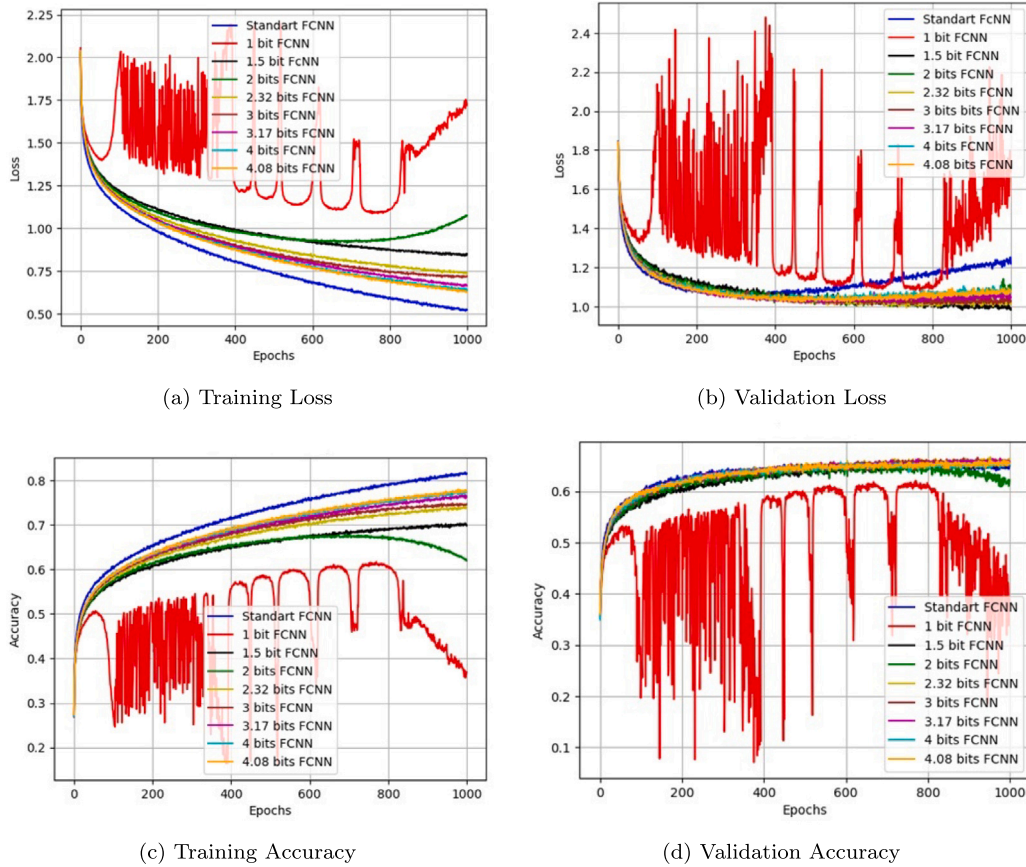 2.25
2.00
1.75
1.50
1.25
1.00
0.75
0.50
Loss
0
200
400
600
800
1000
Epochs
Standart FCNN
1 bit FCNN
1.5 bit FcNN
2 bits FCNN
2.32 bits FCNN
3 bits FCNN
3.17 bits FCNN
4 bits FCNN
4.08 bits FCNN
(a) Training Loss
2.4
2.2
2.0
1.8
1.6
1.4
1.2
1.0
Loss
0
200
400
600
800
1000
Epochs
Standart FcNN
1 bit FCNN
1.5 bit FCNN
2 bits FCNN
2.32 bits FCNN
3 bits bits FCNN
3.17 bits FCNN
4 bits FCNN
4.08 bits FCNN
(b) Validation Loss
0.8
0.7
0.6
0.5
0.4
0.3
0.2
Accuracy
0
200
400
600
800
1000
Epochs
Standart FCNN
1 bit FCNN
1.5 bit FCNN
2 bits FCNN
2.32 bits FCNN
3 bits FCNN
3.17 bits FCNN
4 bits FCNN
4.08 bits FCNN
(c) Training Accuracy
0.6
0.5
0.4
0.3
0.2
0.1
Accuracy
0
200
400
600
800
1000
Epochs
Standart FCNN
1 bit FCNN
1.5 bit FCNN
2 bits FCNN
2.32 bits FCNN
3 bits FCNN
3.17 bits FCNN
4 bits FCNN
4.08 bits FCNN
(d) Validation Accuracy